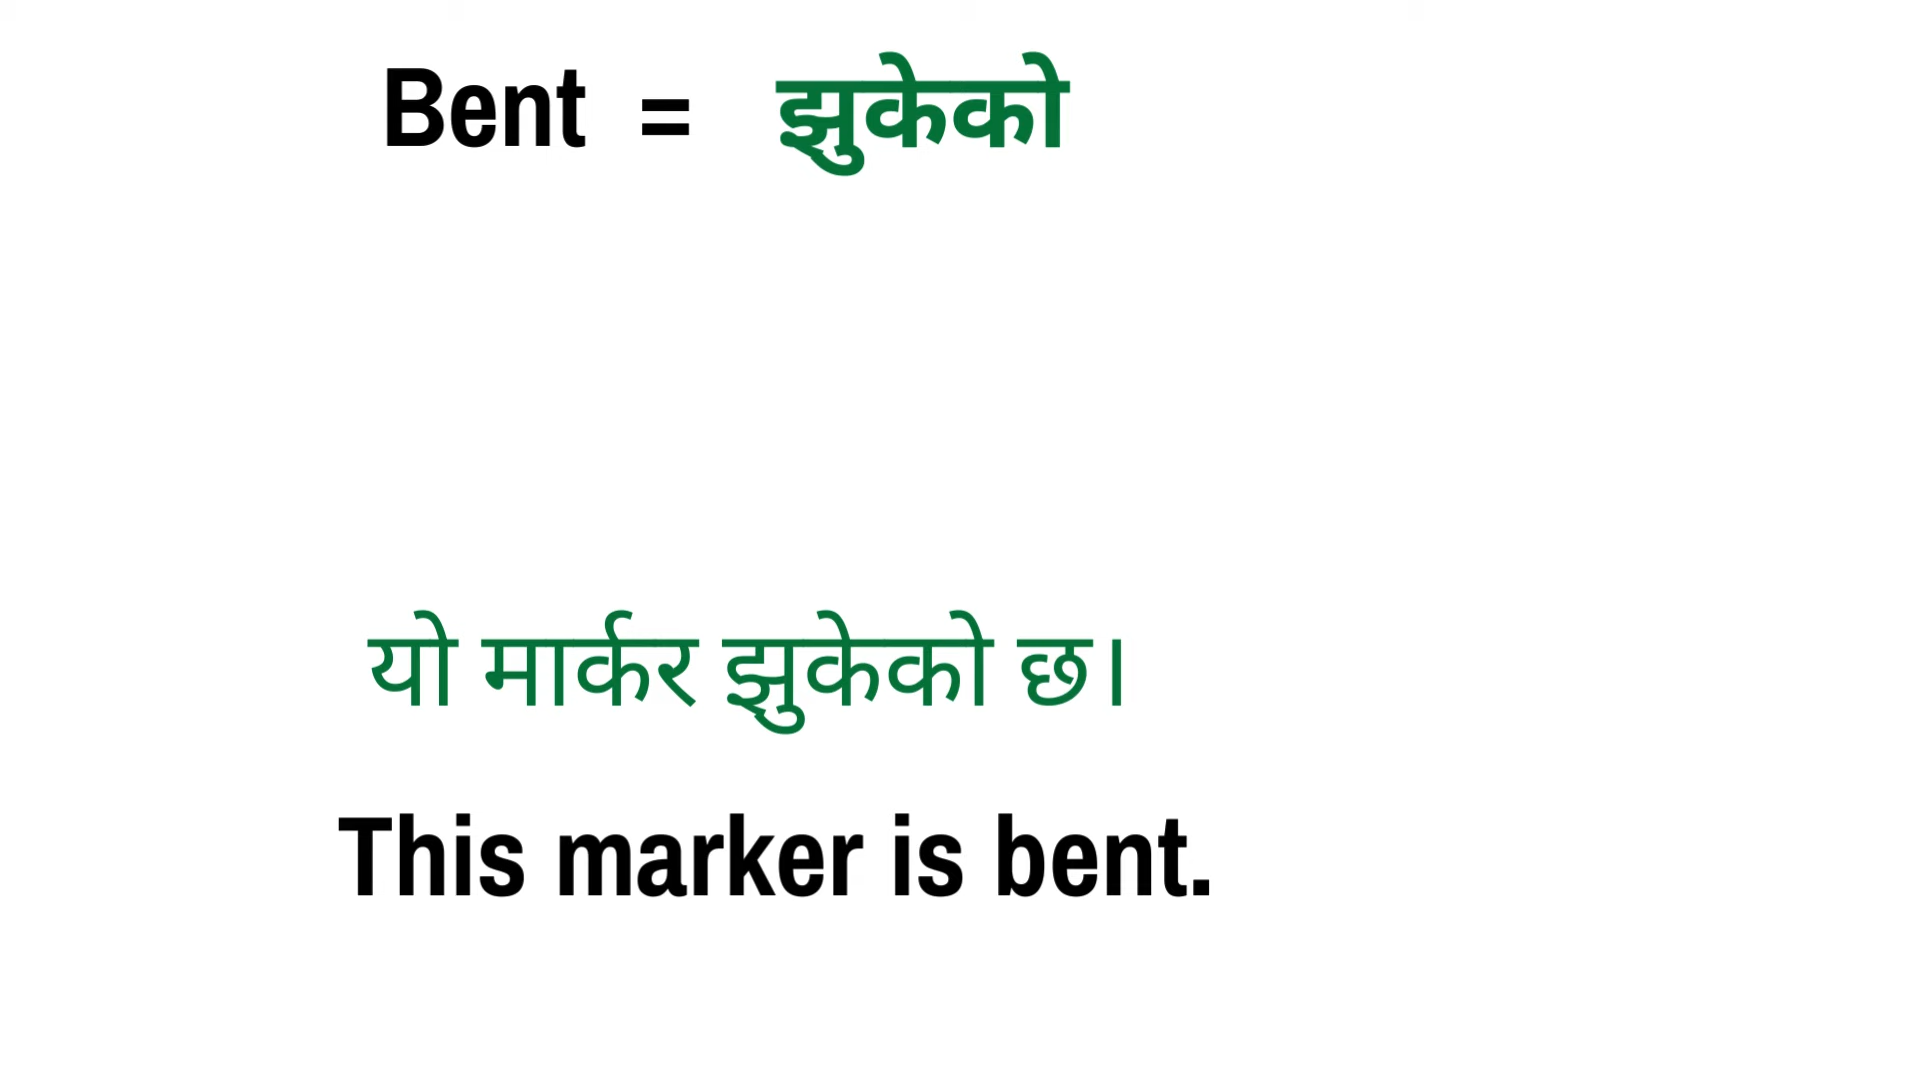 Bent = झुकेको
यो मार्कर झुकेको छ।
This marker is bent.